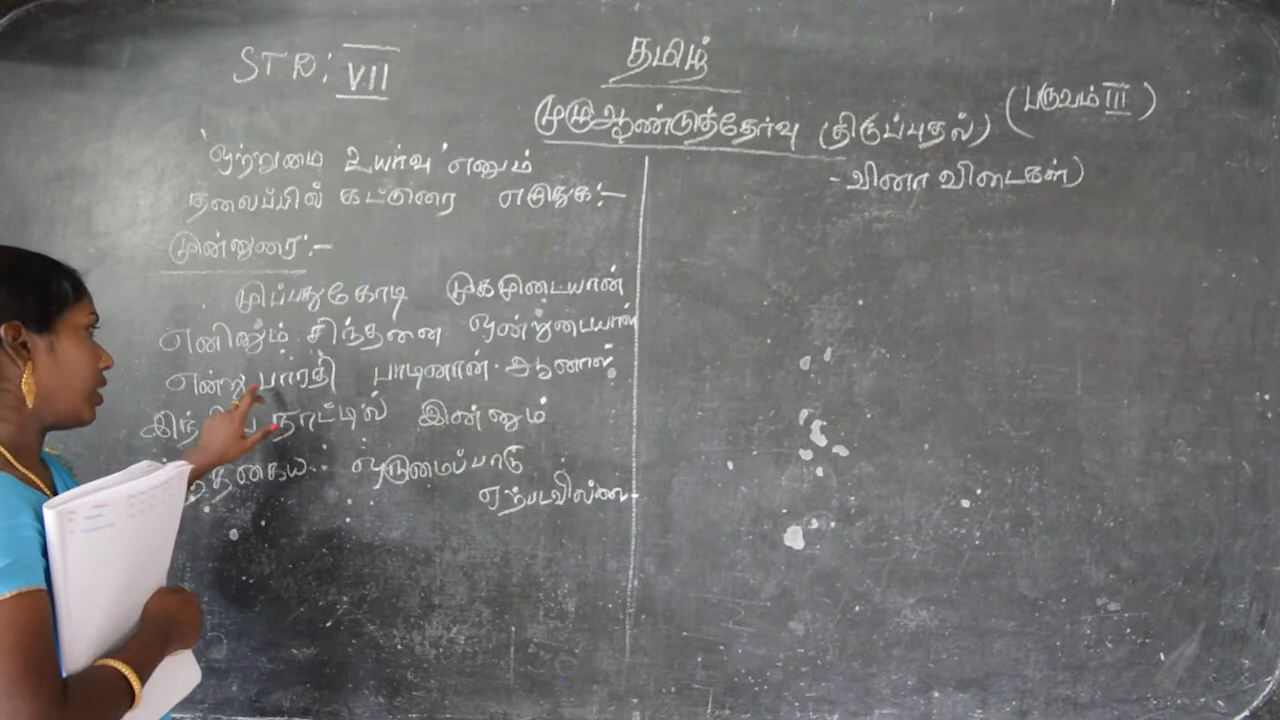 STD: VII
தமிழ்
முழுஆண்டுத்தேர்வு (திருப்புதல்) (பருவம் III)
- வினா விடைகள்)
'ஒற்றுமை உயர்வு' எனும்
தலைப்பில் கட்டுரை எழுதுக:-
முன்னுரை:-
முப்பதுகோடி முகமுடையாள்
எனினும் சிந்தனை ஒன்றுடையாள்
என்று பாரதி பாடினான். ஆனால்
நாட்டில் இன்னும்
ஒருமைப்பாடு
ஏற்படவில்லை.